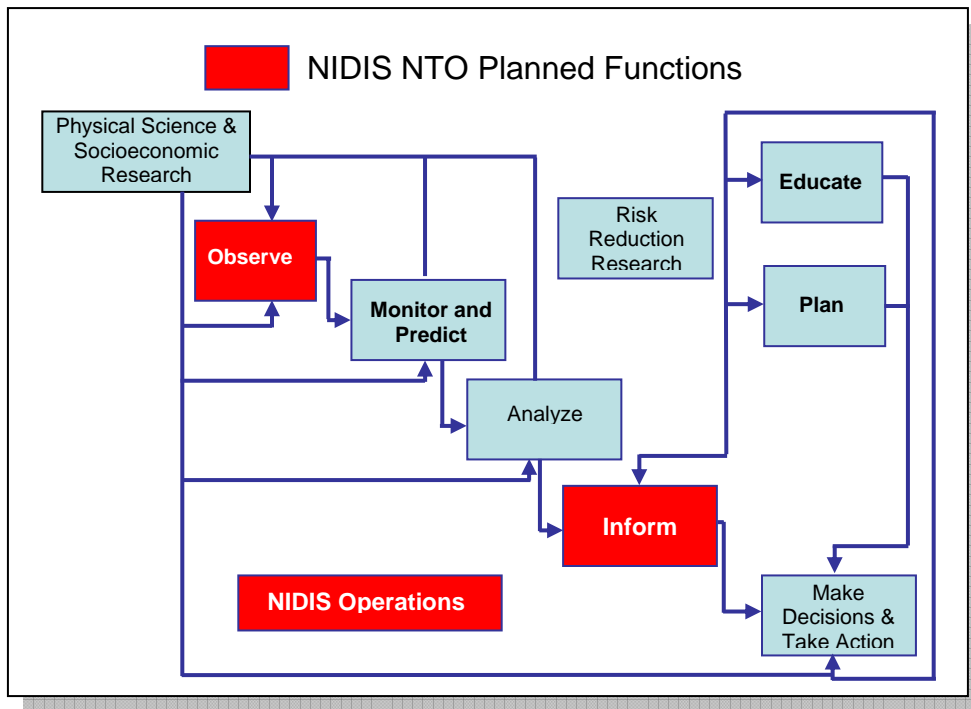 NIDIS NTO Planned Functions
Physical Science &
Socioeconomic
Research
Observe
Monitor and
Predict
Analyze
Risk
Reduction
Research
Educate
Plan
Inform
NIDIS Operations
Make
Decisions &
Take Action